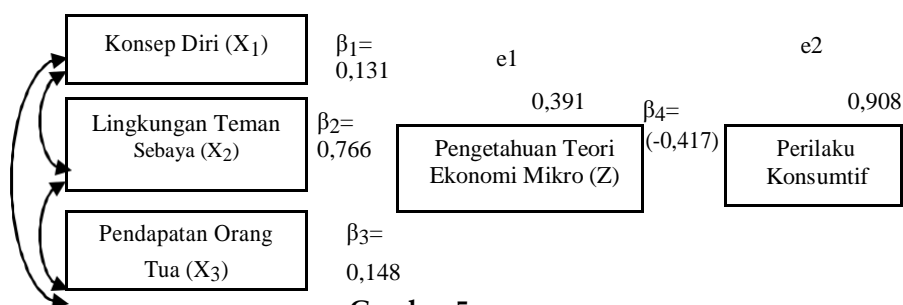 Konsep Diri (X1)
β1=
0,131
e1
e2
Lingkungan Teman
Sebaya (X2)
β2=
0,766
0,391
β4=
(-0,417)
0,908
Pengetahuan Teori
Ekonomi Mikro (Z)
Perilaku
Konsumtif
Pendapatan Orang
Tua (X3)
β3=
0,148